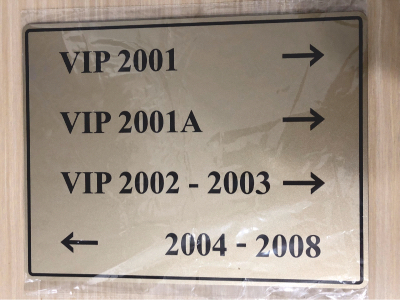 VIP 2001 →
VIP 2001A →
VIP 2002 - 2003 →
← 2004 - 2008